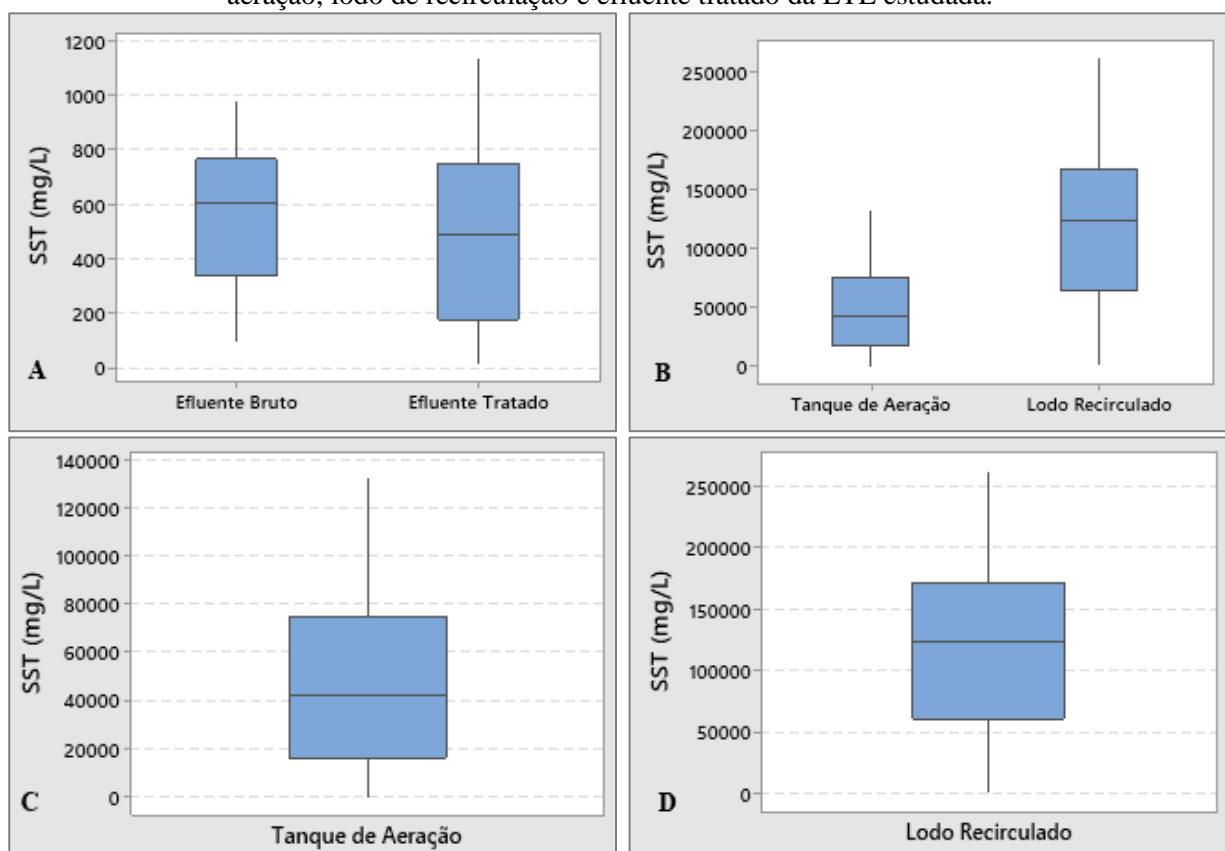 aeração, lodo de recirculação e efluente tratado da ETE estudada.
1200
1000
800
600
400
200
0
SST (mg/L)
A
Efluente Bruto Efluente Tratado
250000
200000
150000
100000
50000
0
SST (mg/L)
B
Tanque de Aeração Lodo Recirculado
140000
120000
100000
80000
60000
40000
20000
0
SST (mg/L)
C
Tanque de Aeração
250000
200000
150000
100000
50000
0
SST (mg/L)
D
Lodo Recirculado